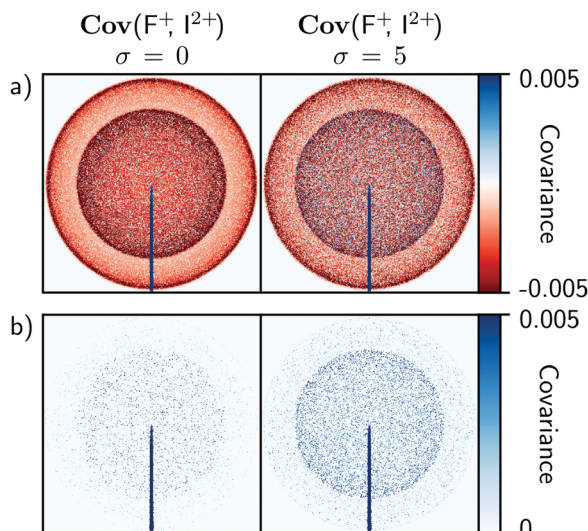 Cov(F⁺, I²⁺) Cov(F⁺, I²⁺)
σ = 0 σ = 5
a)
0.005
Covariance
-0.005
b)
0.005
Covariance
0